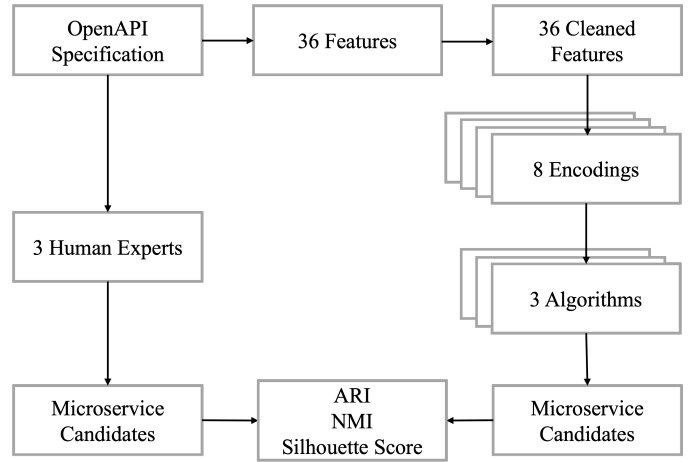 OpenAPI
Specification
36 Features
36 Cleaned
Features
8 Encodings
3 Human Experts
3 Algorithms
Microservice
Candidates
ARI
NMI
Silhouette Score
Microservice
Candidates